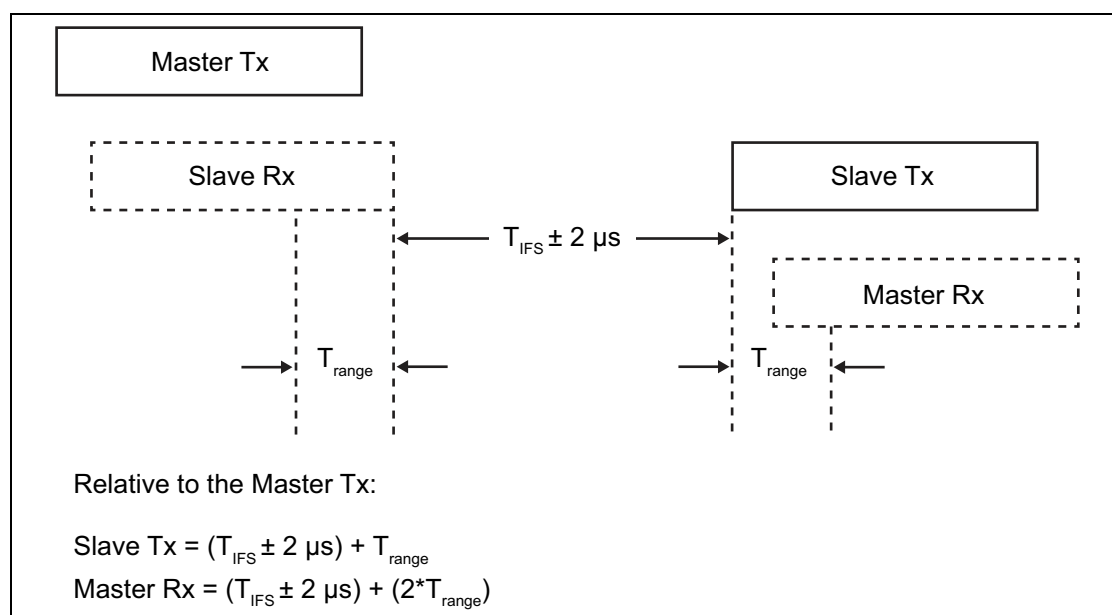 Master Tx
Slave Rx
Slave Tx
T_IFS ± 2 µs
Master Rx
T_range
T_range
Relative to the Master Tx:
Slave Tx = (T_IFS ± 2 µs) + T_range
Master Rx = (T_IFS ± 2 µs) + (2*T_range)